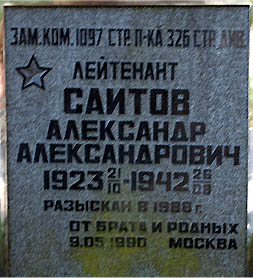 ЗАМ.КОМ.1097 СТР.П-КА 326 СТР.ДИВ.
ЛЕЙТЕНАНТ
САИТОВ
АЛЕКСАНДР
АЛЕКСАНДРОВИЧ
1923 21/10-1942 26/08
РАЗЫСКАН В 1988 г.
ОТ БРАТА И РОДНЫХ
9.05.1990 МОСКВА